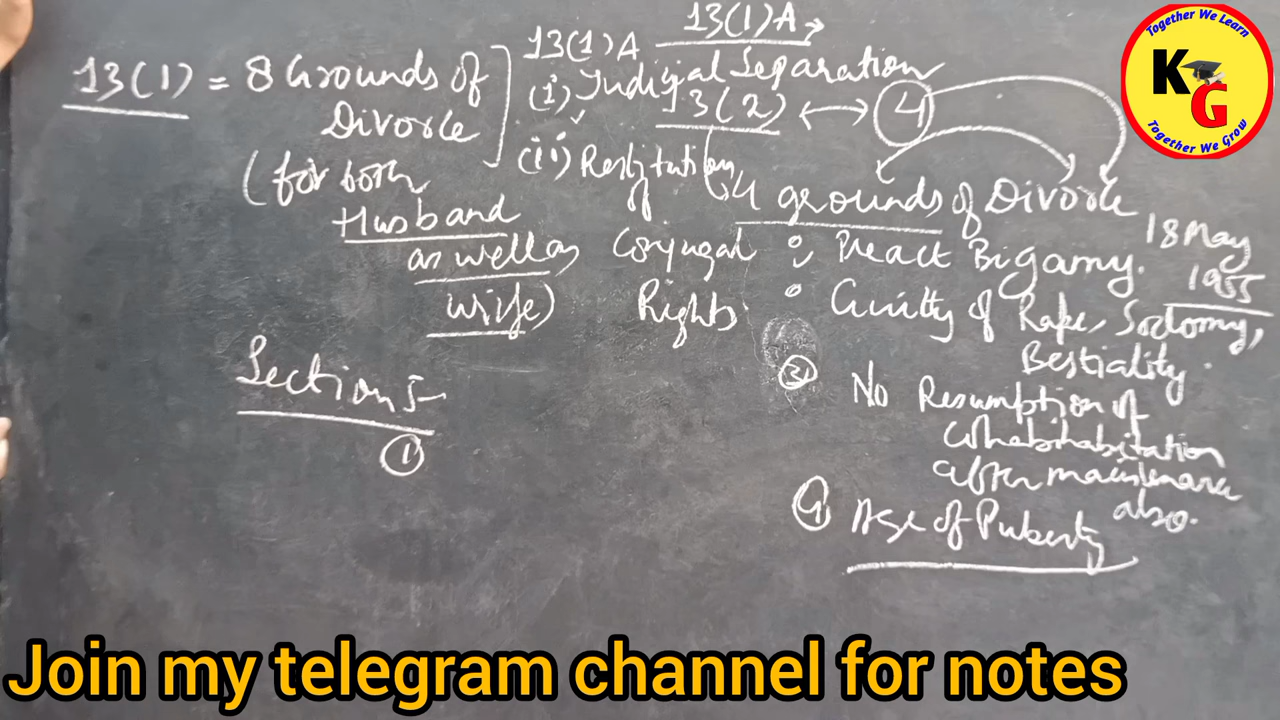 13(1) = 8 Grounds of
Divorce
(for both
Husband
as well as
wife)
13(1)A
(i) Judicial Separation
(ii) Restitution
of
Conjugal
Rights
13(1)A →
13(2) ↔ 4
4 grounds of Divorce
: Preact Bigamy.
18 May
1955
• Guilty of Rape, Sodomy,
Bestiality.
③ No Resumption of
Cohebihabitation
after maintenance
also.
④ Age of Puberty
Section 5-
①
Together We Learn
K
G
Together We Grow
Join my telegram channel for notes